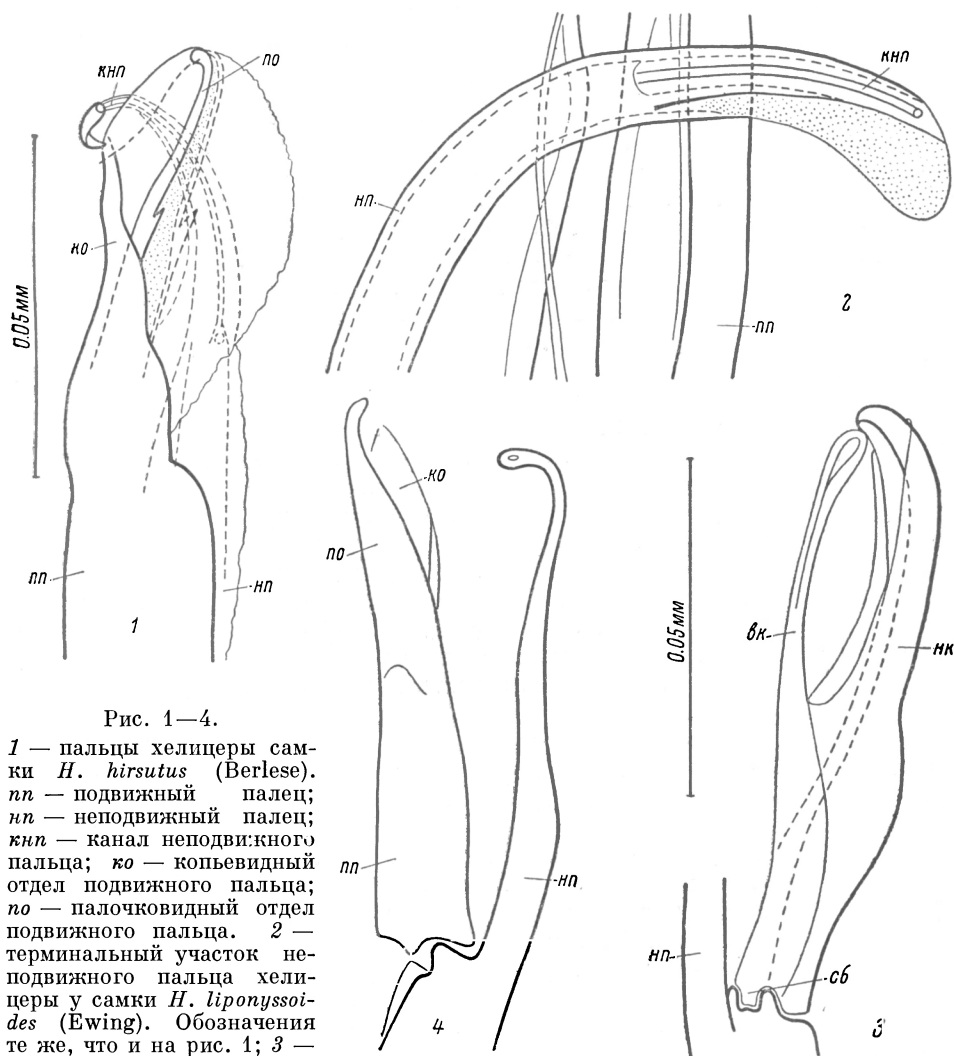 кнп
по
ко
0.05мм
пп
нп
1
кнп
нп
пп
2
ко
по
пп
нп
4
0.05мм
вк
нк
нп
сб
3
Рис. 1—4.
1 — пальцы хелицеры сам-
ки H. hirsutus (Berlese).
пп — подвижный палец;
нп — неподвижный палец;
кнп — канал неподвижного
пальца; ко — копьевидный
отдел подвижного пальца;
по — палочковидный отдел
подвижного пальца. 2 —
терминальный участок не-
подвижного пальца хели-
церы у самки H. liponyssoi-
des (Ewing). Обозначения
те же, что и на рис. 1; 3 —